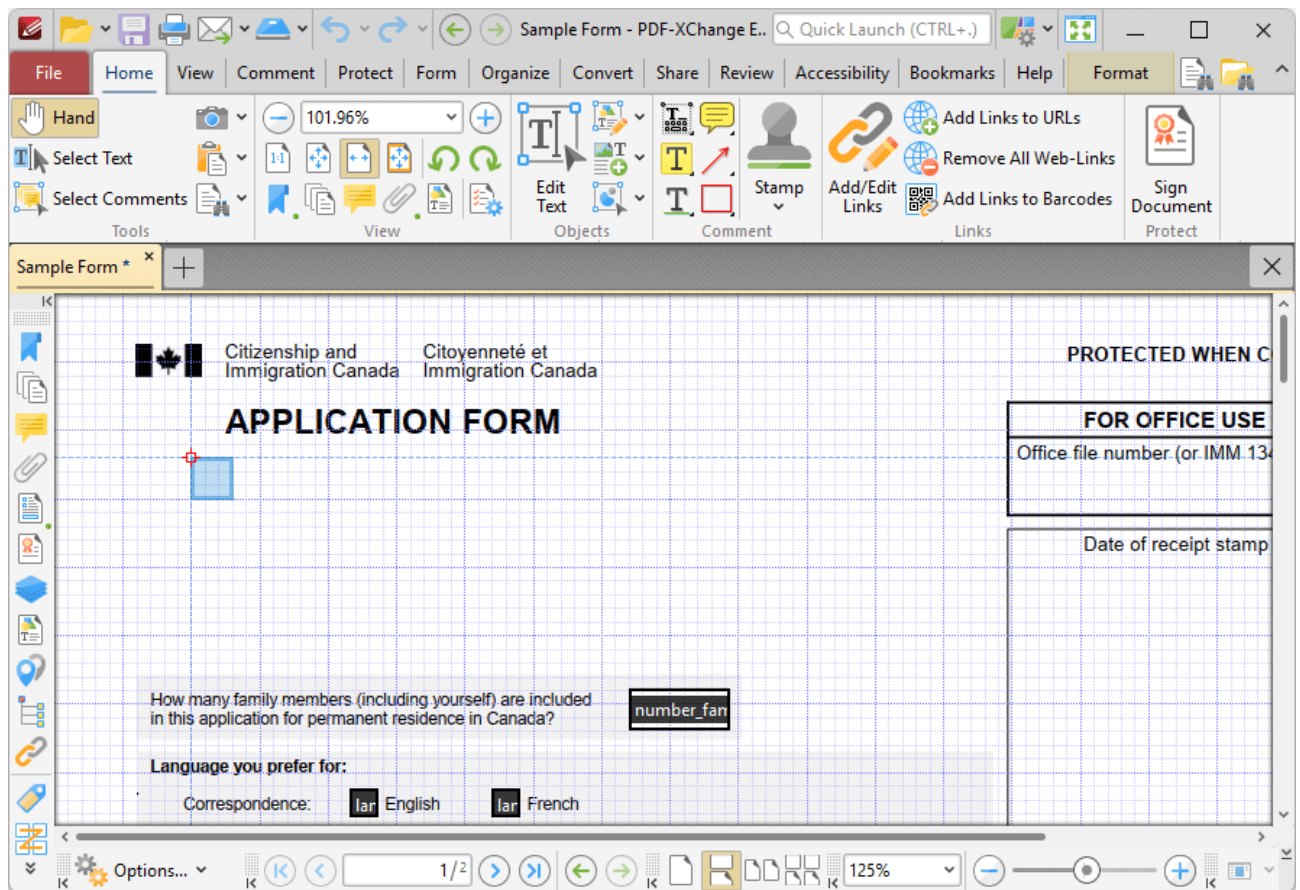 Sample Form - PDF-XChange E..
Quick Launch (CTRL+.)
File Home View Comment Protect Form Organize Convert Share Review Accessibility Bookmarks Help Format
Hand
101.96%
Add Links to URLs
Select Text
1:1
Remove All Web-Links
Select Comments
Edit
Text
Stamp
Add/Edit
Links
Add Links to Barcodes
Sign
Document
Tools View Objects Comment Links Protect
Sample Form *
Citizenship and
Immigration Canada
Citoyenneté et
Immigration Canada
PROTECTED WHEN C
APPLICATION FORM
FOR OFFICE USE
Office file number (or IMM 134
Date of receipt stamp
How many family members (including yourself) are included
in this application for permanent residence in Canada?
number_fam
Language you prefer for:
Correspondence:
lar English
lar French
Options...
1/2
125%